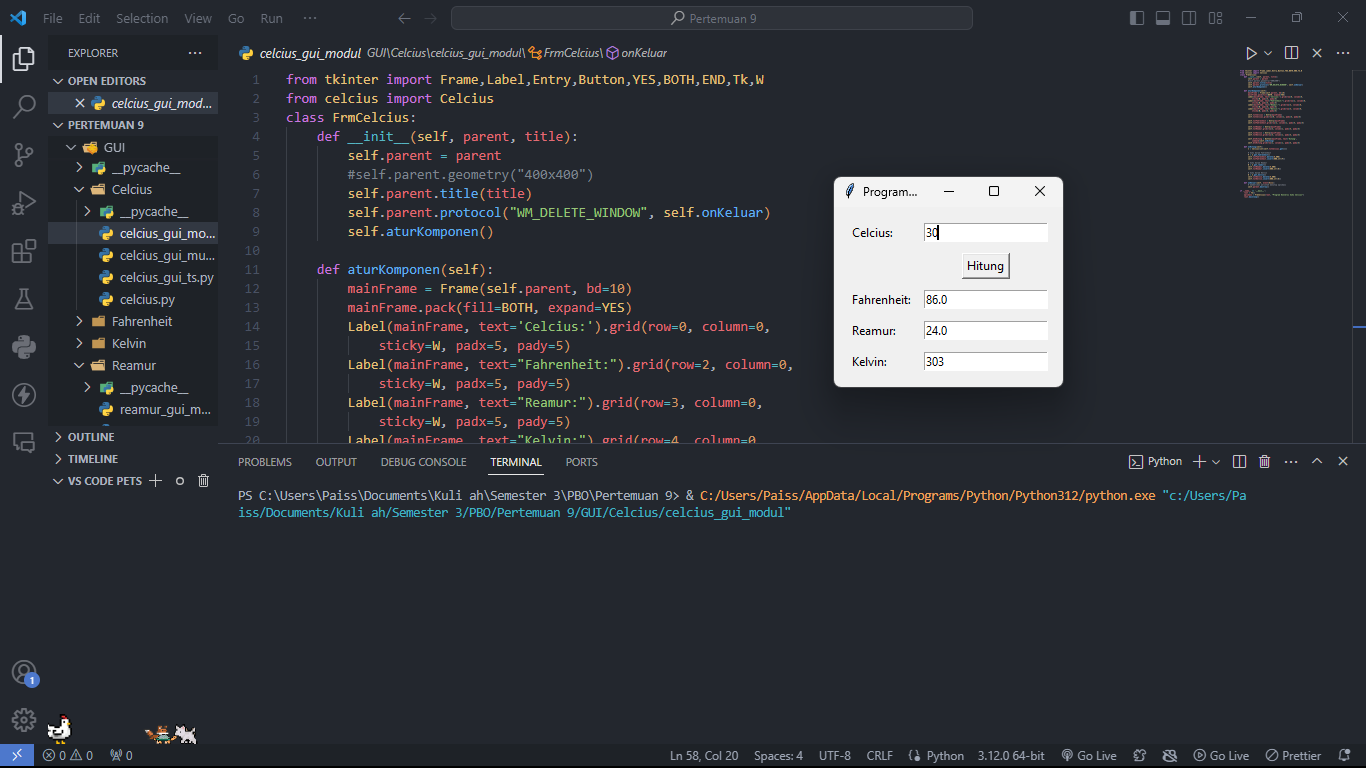 File Edit Selection View Go Run ··· Pertemuan 9
EXPLORER ···
OPEN EDITORS
celcius_gui_mod...
PERTEMUAN 9
GUI
__pycache__
Celcius
__pycache__
celcius_gui_mo...
celcius_gui_mu...
celcius_gui_ts.py
celcius.py
Fahrenheit
Kelvin
Reamur
__pycache__
reamur_gui_m...
OUTLINE
TIMELINE
VS CODE PETS
1
celcius_gui_modul GUI\Celcius\celcius_gui_modul\FrmCelcius\onKeluar
1 from tkinter import Frame,Label,Entry,Button,YES,BOTH,END,Tk,W
2 from celcius import Celcius
3 class FrmCelcius:
4 def __init__(self, parent, title):
5 self.parent = parent
6 #self.parent.geometry("400x400")
7 self.parent.title(title)
8 self.parent.protocol("WM_DELETE_WINDOW", self.onKeluar)
9 self.aturKomponen()
10
11 def aturKomponen(self):
12 mainFrame = Frame(self.parent, bd=10)
13 mainFrame.pack(fill=BOTH, expand=YES)
14 Label(mainFrame, text='Celcius:').grid(row=0, column=0,
15 sticky=W, padx=5, pady=5)
16 Label(mainFrame, text="Fahrenheit:").grid(row=2, column=0,
17 sticky=W, padx=5, pady=5)
18 Label(mainFrame, text="Reamur:").grid(row=3, column=0,
19 sticky=W, padx=5, pady=5)
20 Label(mainFrame, text="Kelvin:").grid(row=4, column=0,
Program...
Celcius: 30
Hitung
Fahrenheit: 86.0
Reamur: 24.0
Kelvin: 303
PROBLEMS OUTPUT DEBUG CONSOLE TERMINAL PORTS Python
PS C:\Users\Paiss\Documents\Kuli ah\Semester 3\PBO\Pertemuan 9> & C:/Users/Paiss/AppData/Local/Programs/Python/Python312/python.exe "c:/Users/Pa
iss/Documents/Kuli ah/Semester 3/PBO/Pertemuan 9/GUI/Celcius/celcius_gui_modul"
0 0 0 Ln 58, Col 20 Spaces: 4 UTF-8 CRLF Python 3.12.0 64-bit Go Live Go Live Prettier